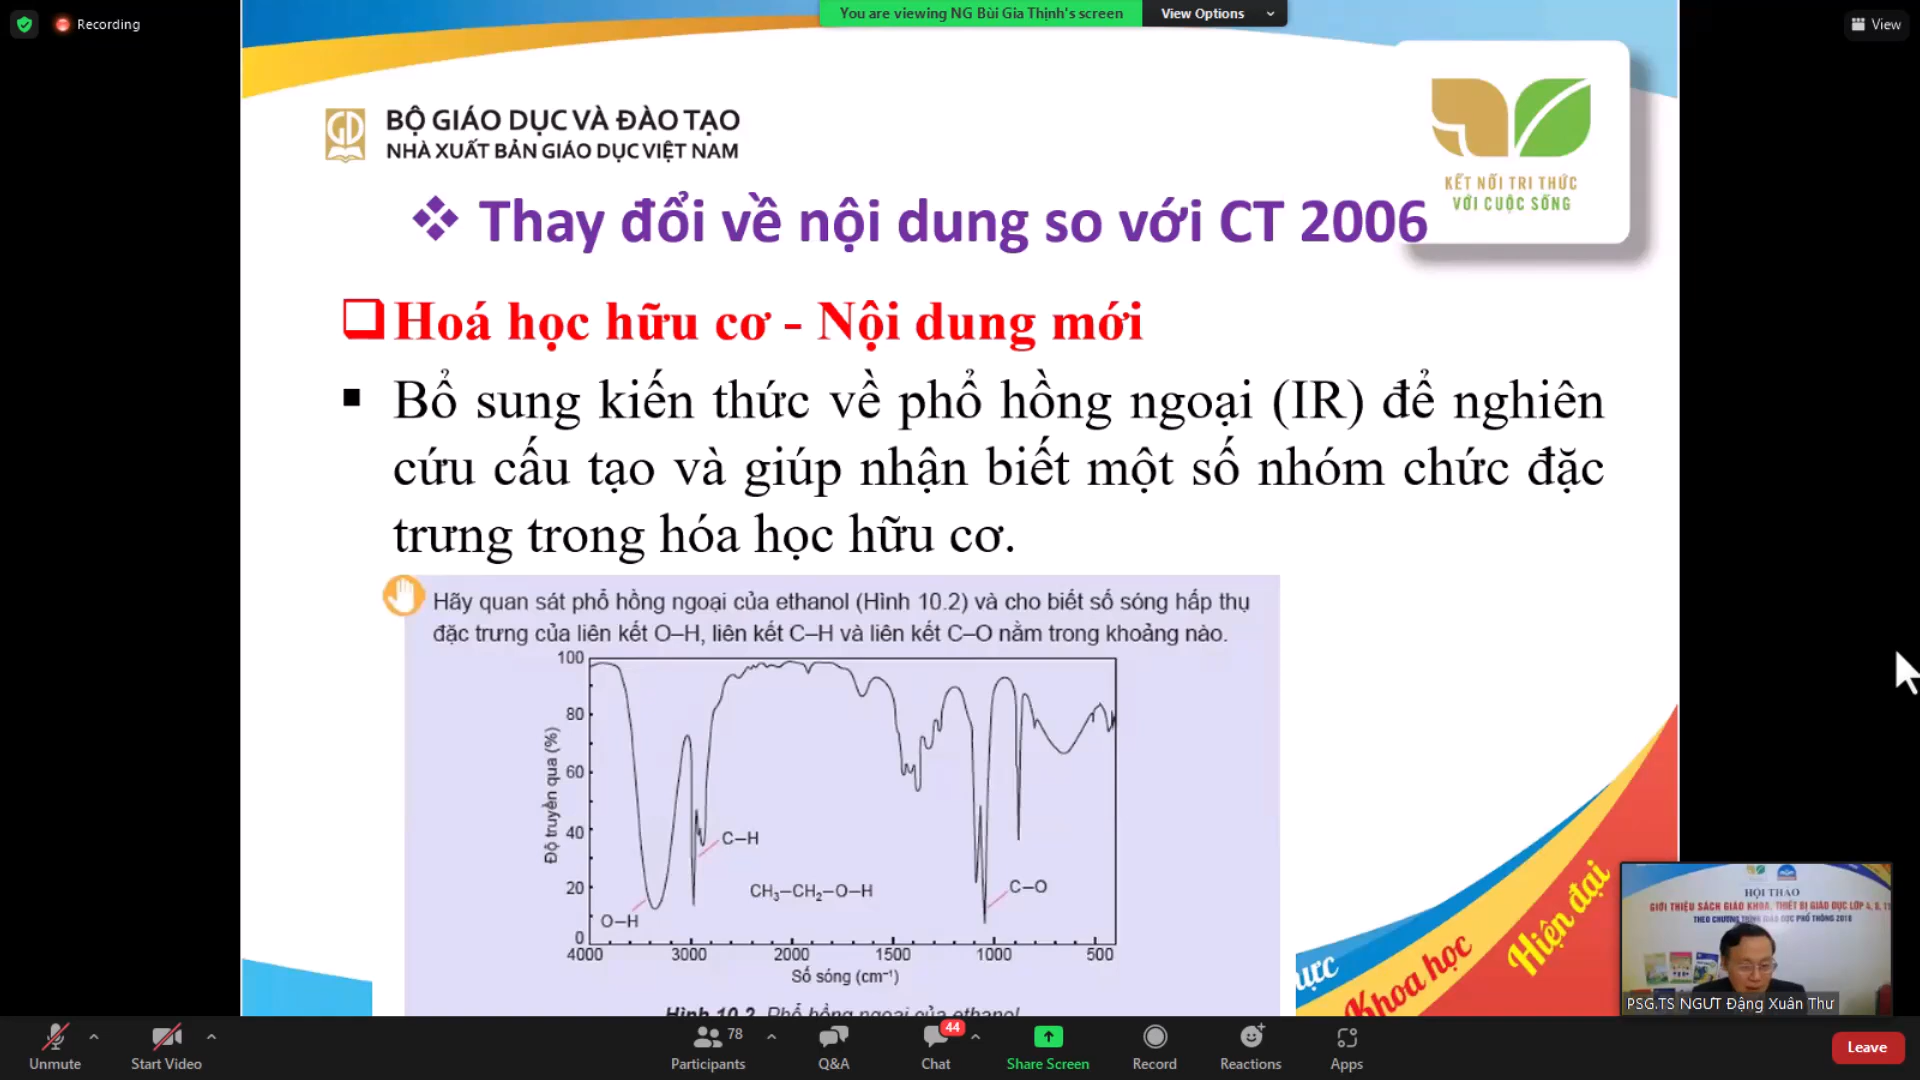 Recording
You are viewing NG Bùi Gia Thịnh's screen
View Options
View
BỘ GIÁO DỤC VÀ ĐÀO TẠO
NHÀ XUẤT BẢN GIÁO DỤC VIỆT NAM
KẾT NỐI TRI THỨC
VỚI CUỘC SỐNG
Thay đổi về nội dung so với CT 2006
Hoá học hữu cơ - Nội dung mới
Bổ sung kiến thức về phổ hồng ngoại (IR) để nghiên
cứu cấu tạo và giúp nhận biết một số nhóm chức đặc
trưng trong hóa học hữu cơ.
Hãy quan sát phổ hồng ngoại của ethanol (Hình 10.2) và cho biết số sóng hấp thụ
đặc trưng của liên kết O–H, liên kết C–H và liên kết C–O nằm trong khoảng nào.
100
80
60
40
20
0
Độ truyền qua (%)
C–H
CH₃–CH₂–O–H
C–O
O–H
4000 3000 2000 1500 1000 500
Số sóng (cm⁻¹)
Hình 10.2. Phổ hồng ngoại của ethanol
Khoa học
Hiện đại
HỘI THẢO
GIỚI THIỆU SÁCH GIÁO KHOA, THIẾT BỊ GIÁO DỤC LỚP 4, 8, 11
THEO CHƯƠNG TRÌNH GIÁO DỤC PHỔ THÔNG 2018
PSG.TS NGƯT Đặng Xuân Thư
Unmute
Start Video
78
Participants
Q&A
44
Chat
Share Screen
Record
Reactions
Apps
Leave